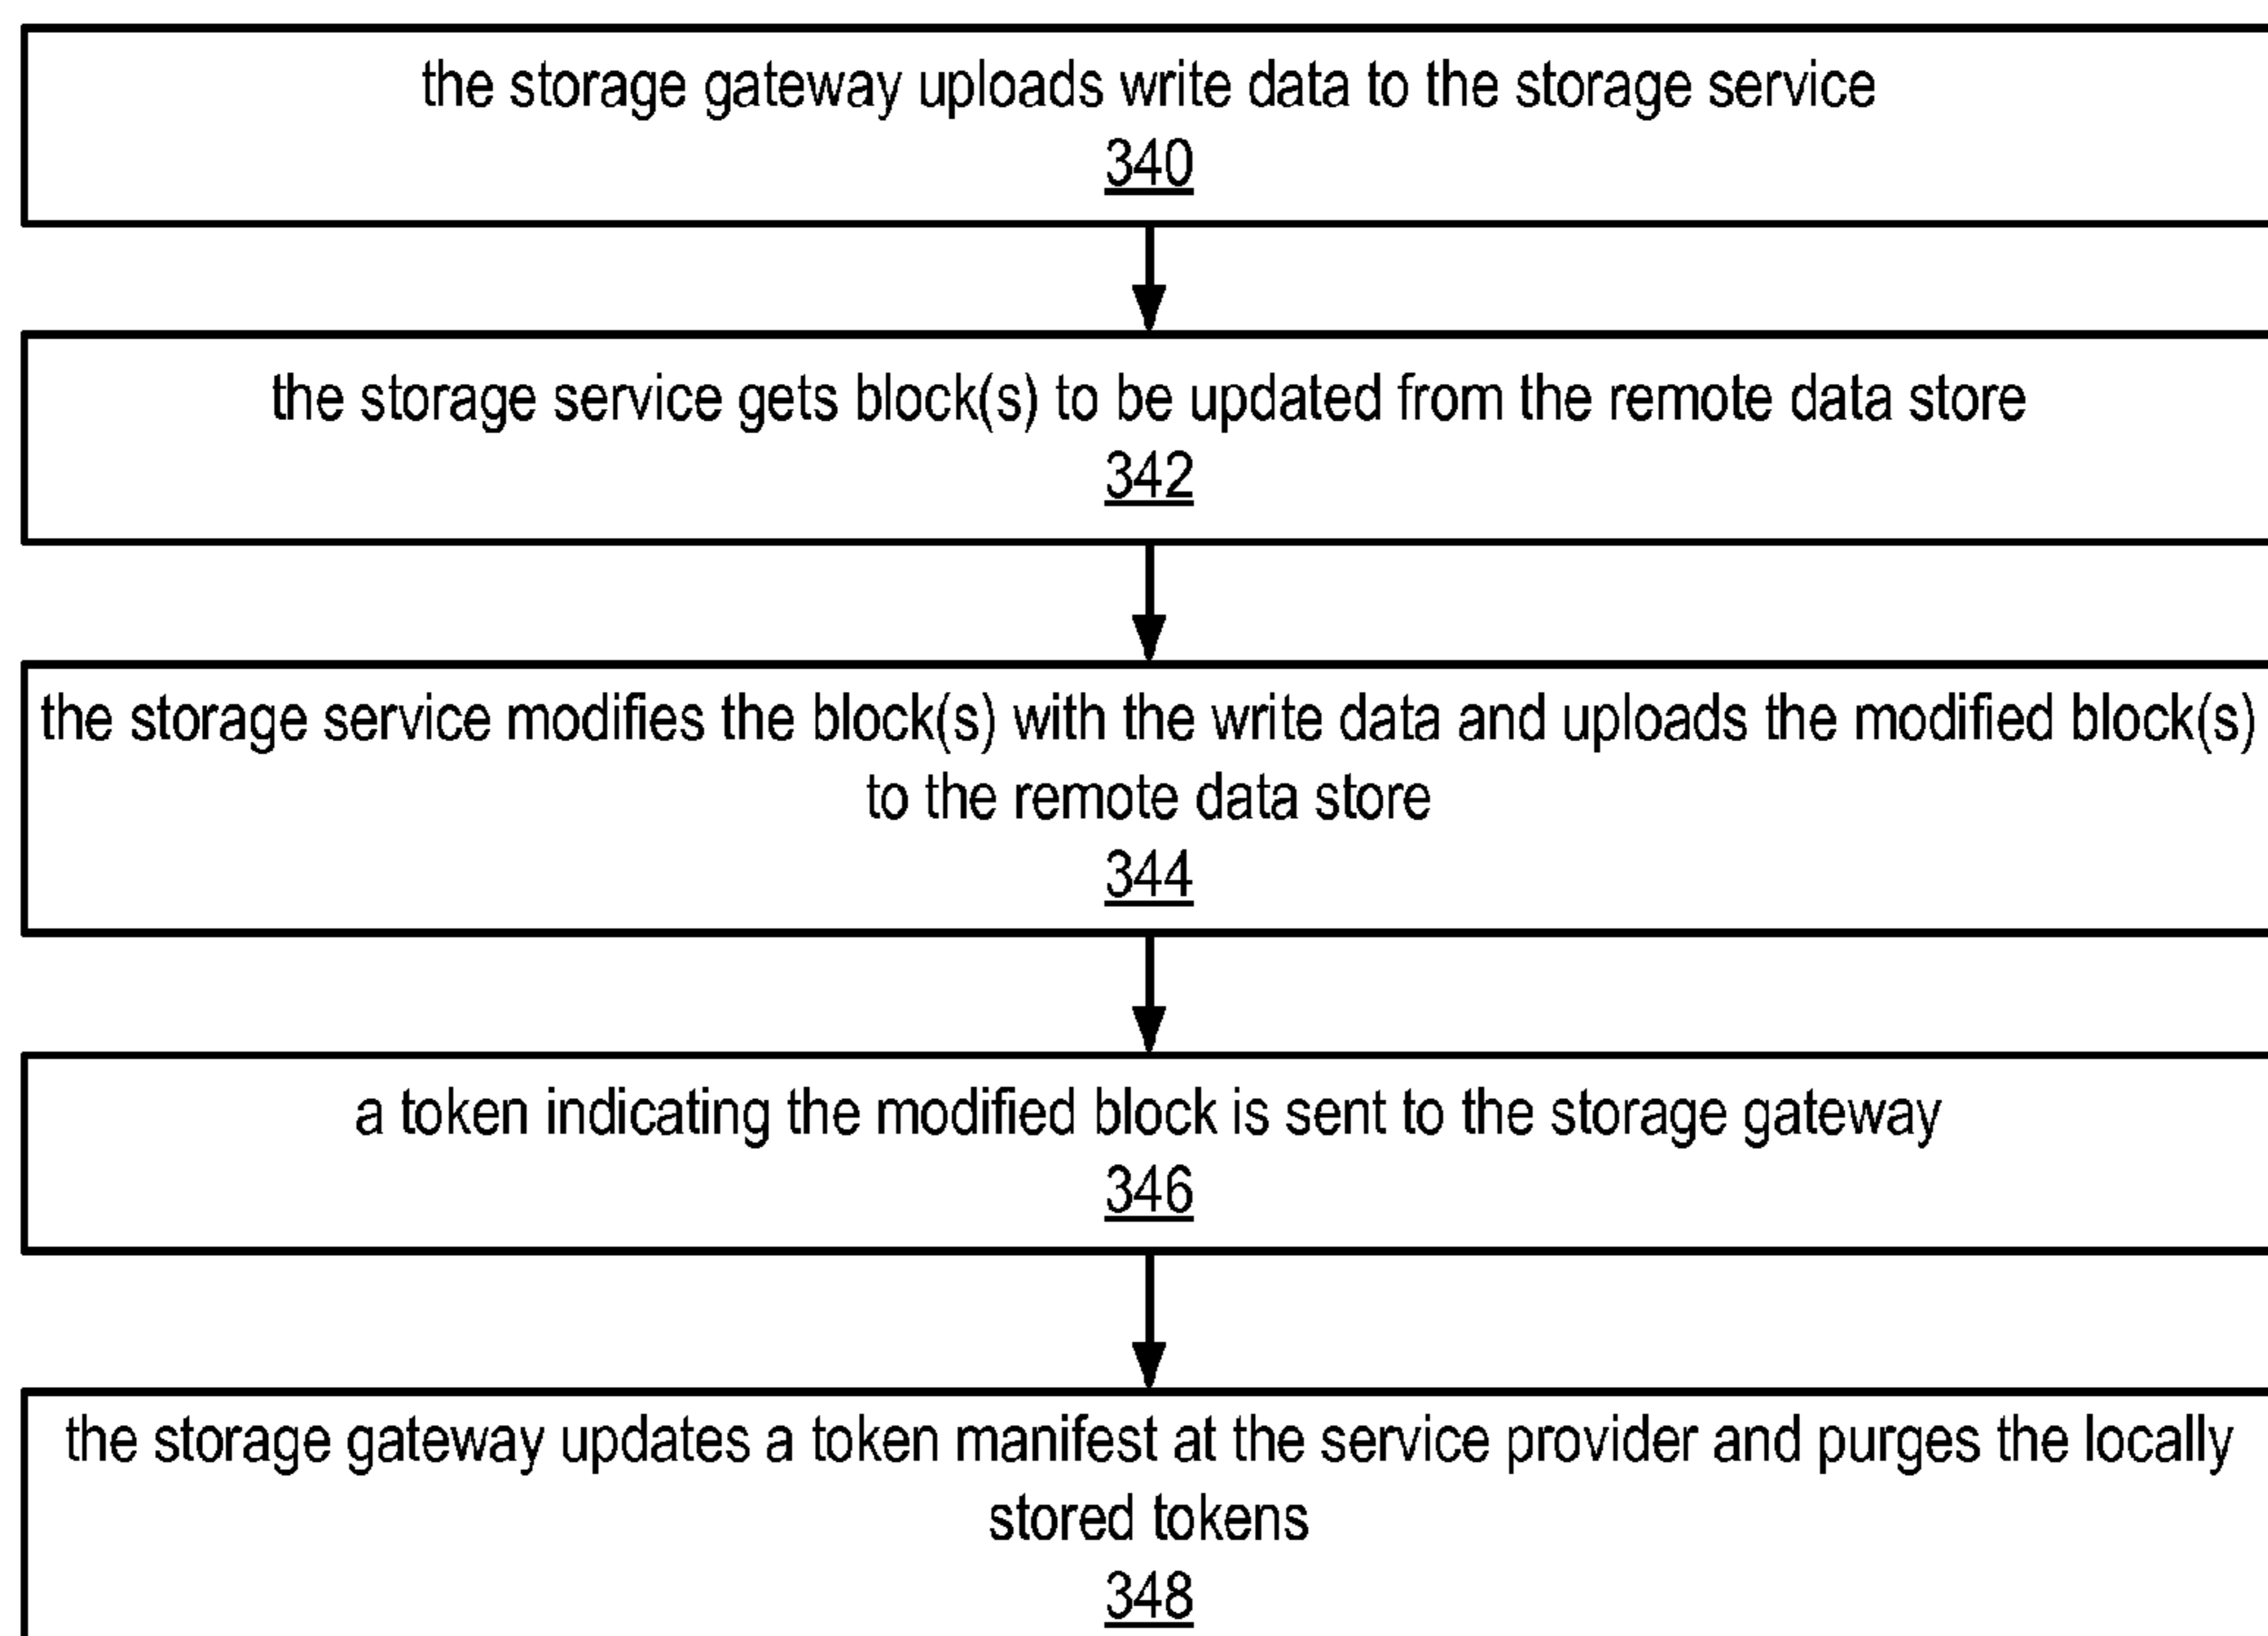 the storage gateway uploads write data to the storage service
340
the storage service gets block(s) to be updated from the remote data store
342
the storage service modifies the block(s) with the write data and uploads the modified block(s)
to the remote data store
344
a token indicating the modified block is sent to the storage gateway
346
the storage gateway updates a token manifest at the service provider and purges the locally
stored tokens
348